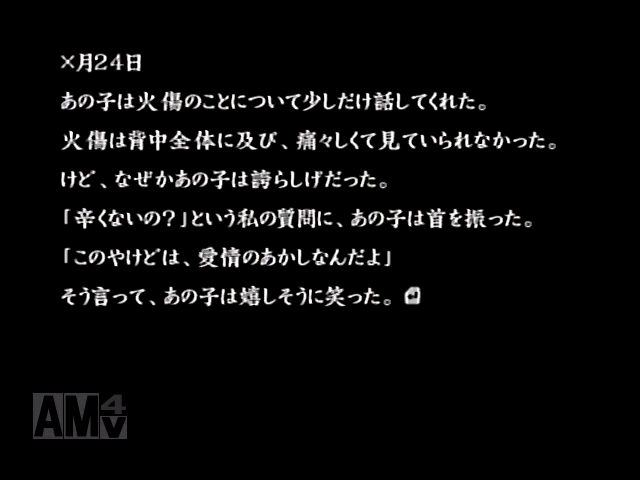 ×月24日
あの子は火傷のことについて少しだけ話してくれた。
火傷は背中全体に及び、痛々しくて見ていられなかった。
けど、なぜかあの子は誇らしげだった。
「辛くないの？」という私の質問に、あの子は首を振った。
「このやけどは、愛情のあかしなんだよ」
そう言って、あの子は嬉しそうに笑った。
AM4V